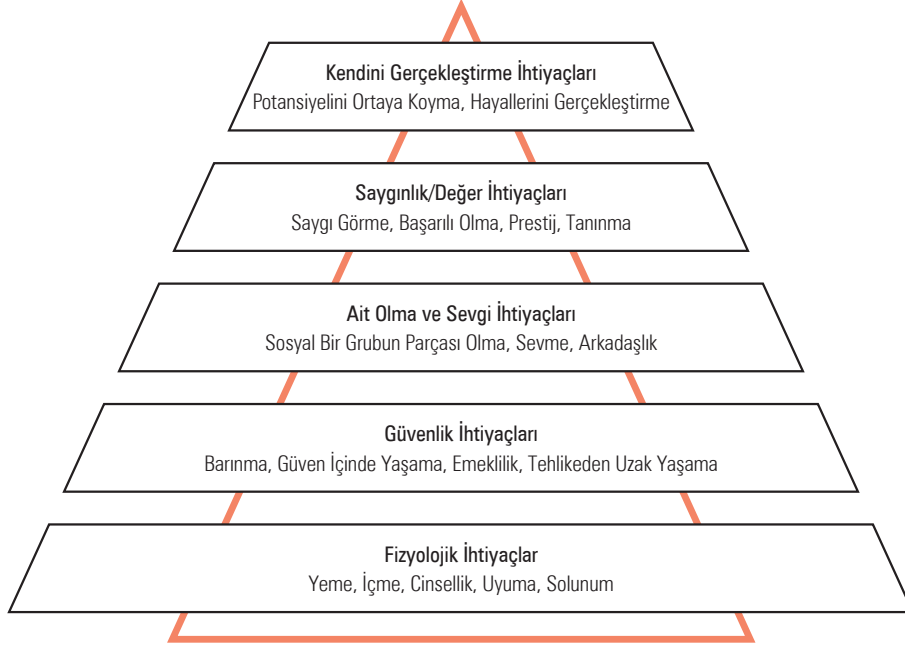 Kendini Gerçekleştirme İhtiyaçları
Potansiyelini Ortaya Koyma, Hayallerini Gerçekleştirme
Saygınlık/Değer İhtiyaçları
Saygı Görme, Başarılı Olma, Prestij, Tanınma
Ait Olma ve Sevgi İhtiyaçları
Sosyal Bir Grubun Parçası Olma, Sevme, Arkadaşlık
Güvenlik İhtiyaçları
Barınma, Güven İçinde Yaşama, Emeklilik, Tehlikeden Uzak Yaşama
Fizyolojik İhtiyaçlar
Yeme, İçme, Cinsellik, Uyuma, Solunum